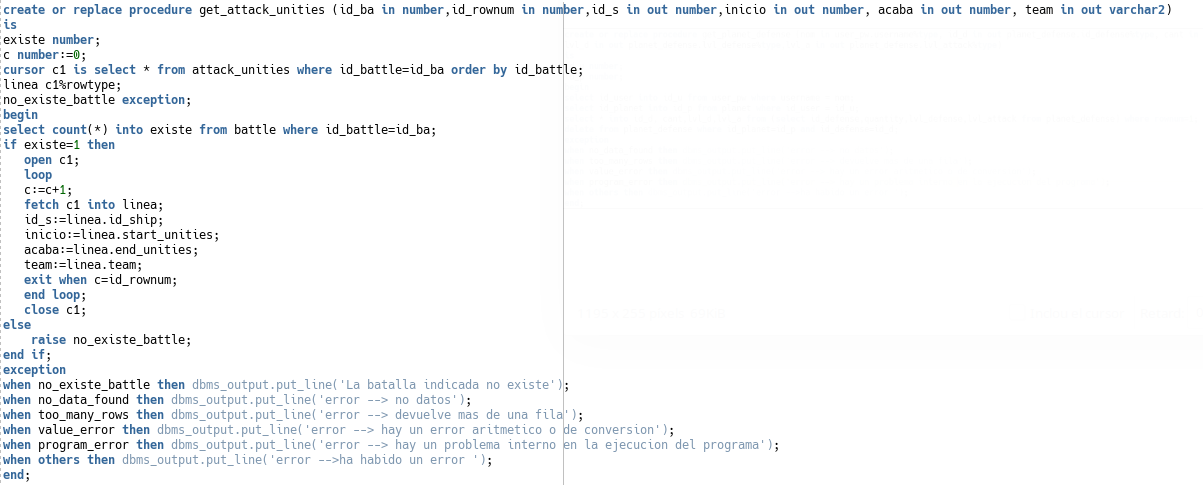 create or replace procedure get_attack_unities (id_ba in number,id_rownum in number,id_s in out number,inicio in out number, acaba in out number, team in out varchar2)
is
existe number;
c number:=0;
cursor c1 is select * from attack_unities where id_battle=id_ba order by id_battle;
linea c1%rowtype;
no_existe_battle exception;
begin
select count(*) into existe from battle where id_battle=id_ba;
if existe=1 then
   open c1;
   loop
   c:=c+1;
   fetch c1 into linea;
   id_s:=linea.id_ship;
   inicio:=linea.start_unities;
   acaba:=linea.end_unities;
   team:=linea.team;
   exit when c=id_rownum;
   end loop;
   close c1;
else
    raise no_existe_battle;
end if;
exception
when no_existe_battle then dbms_output.put_line('La batalla indicada no existe');
when no_data_found then dbms_output.put_line('error --> no datos');
when too_many_rows then dbms_output.put_line('error --> devuelve mas de una fila');
when value_error then dbms_output.put_line('error --> hay un error aritmetico o de conversion');
when program_error then dbms_output.put_line('error --> hay un problema interno en la ejecucion del programa');
when others then dbms_output.put_line('error -->ha habido un error ');
end;